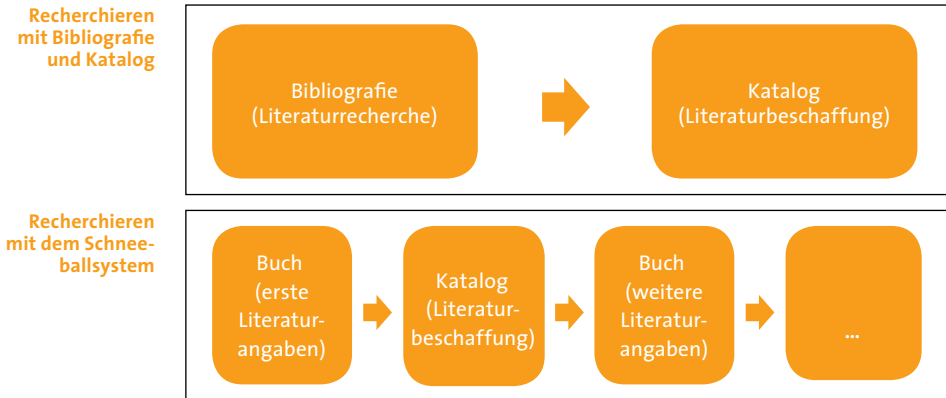 Recherchieren
mit Bibliografie
und Katalog
Bibliografie
(Literaturrecherche)
Katalog
(Literaturbeschaffung)
Recherchieren
mit dem Schnee-
ballsystem
Buch
(erste
Literatur-
angaben)
Katalog
(Literatur-
beschaffung)
Buch
(weitere
Literatur-
angaben)
...